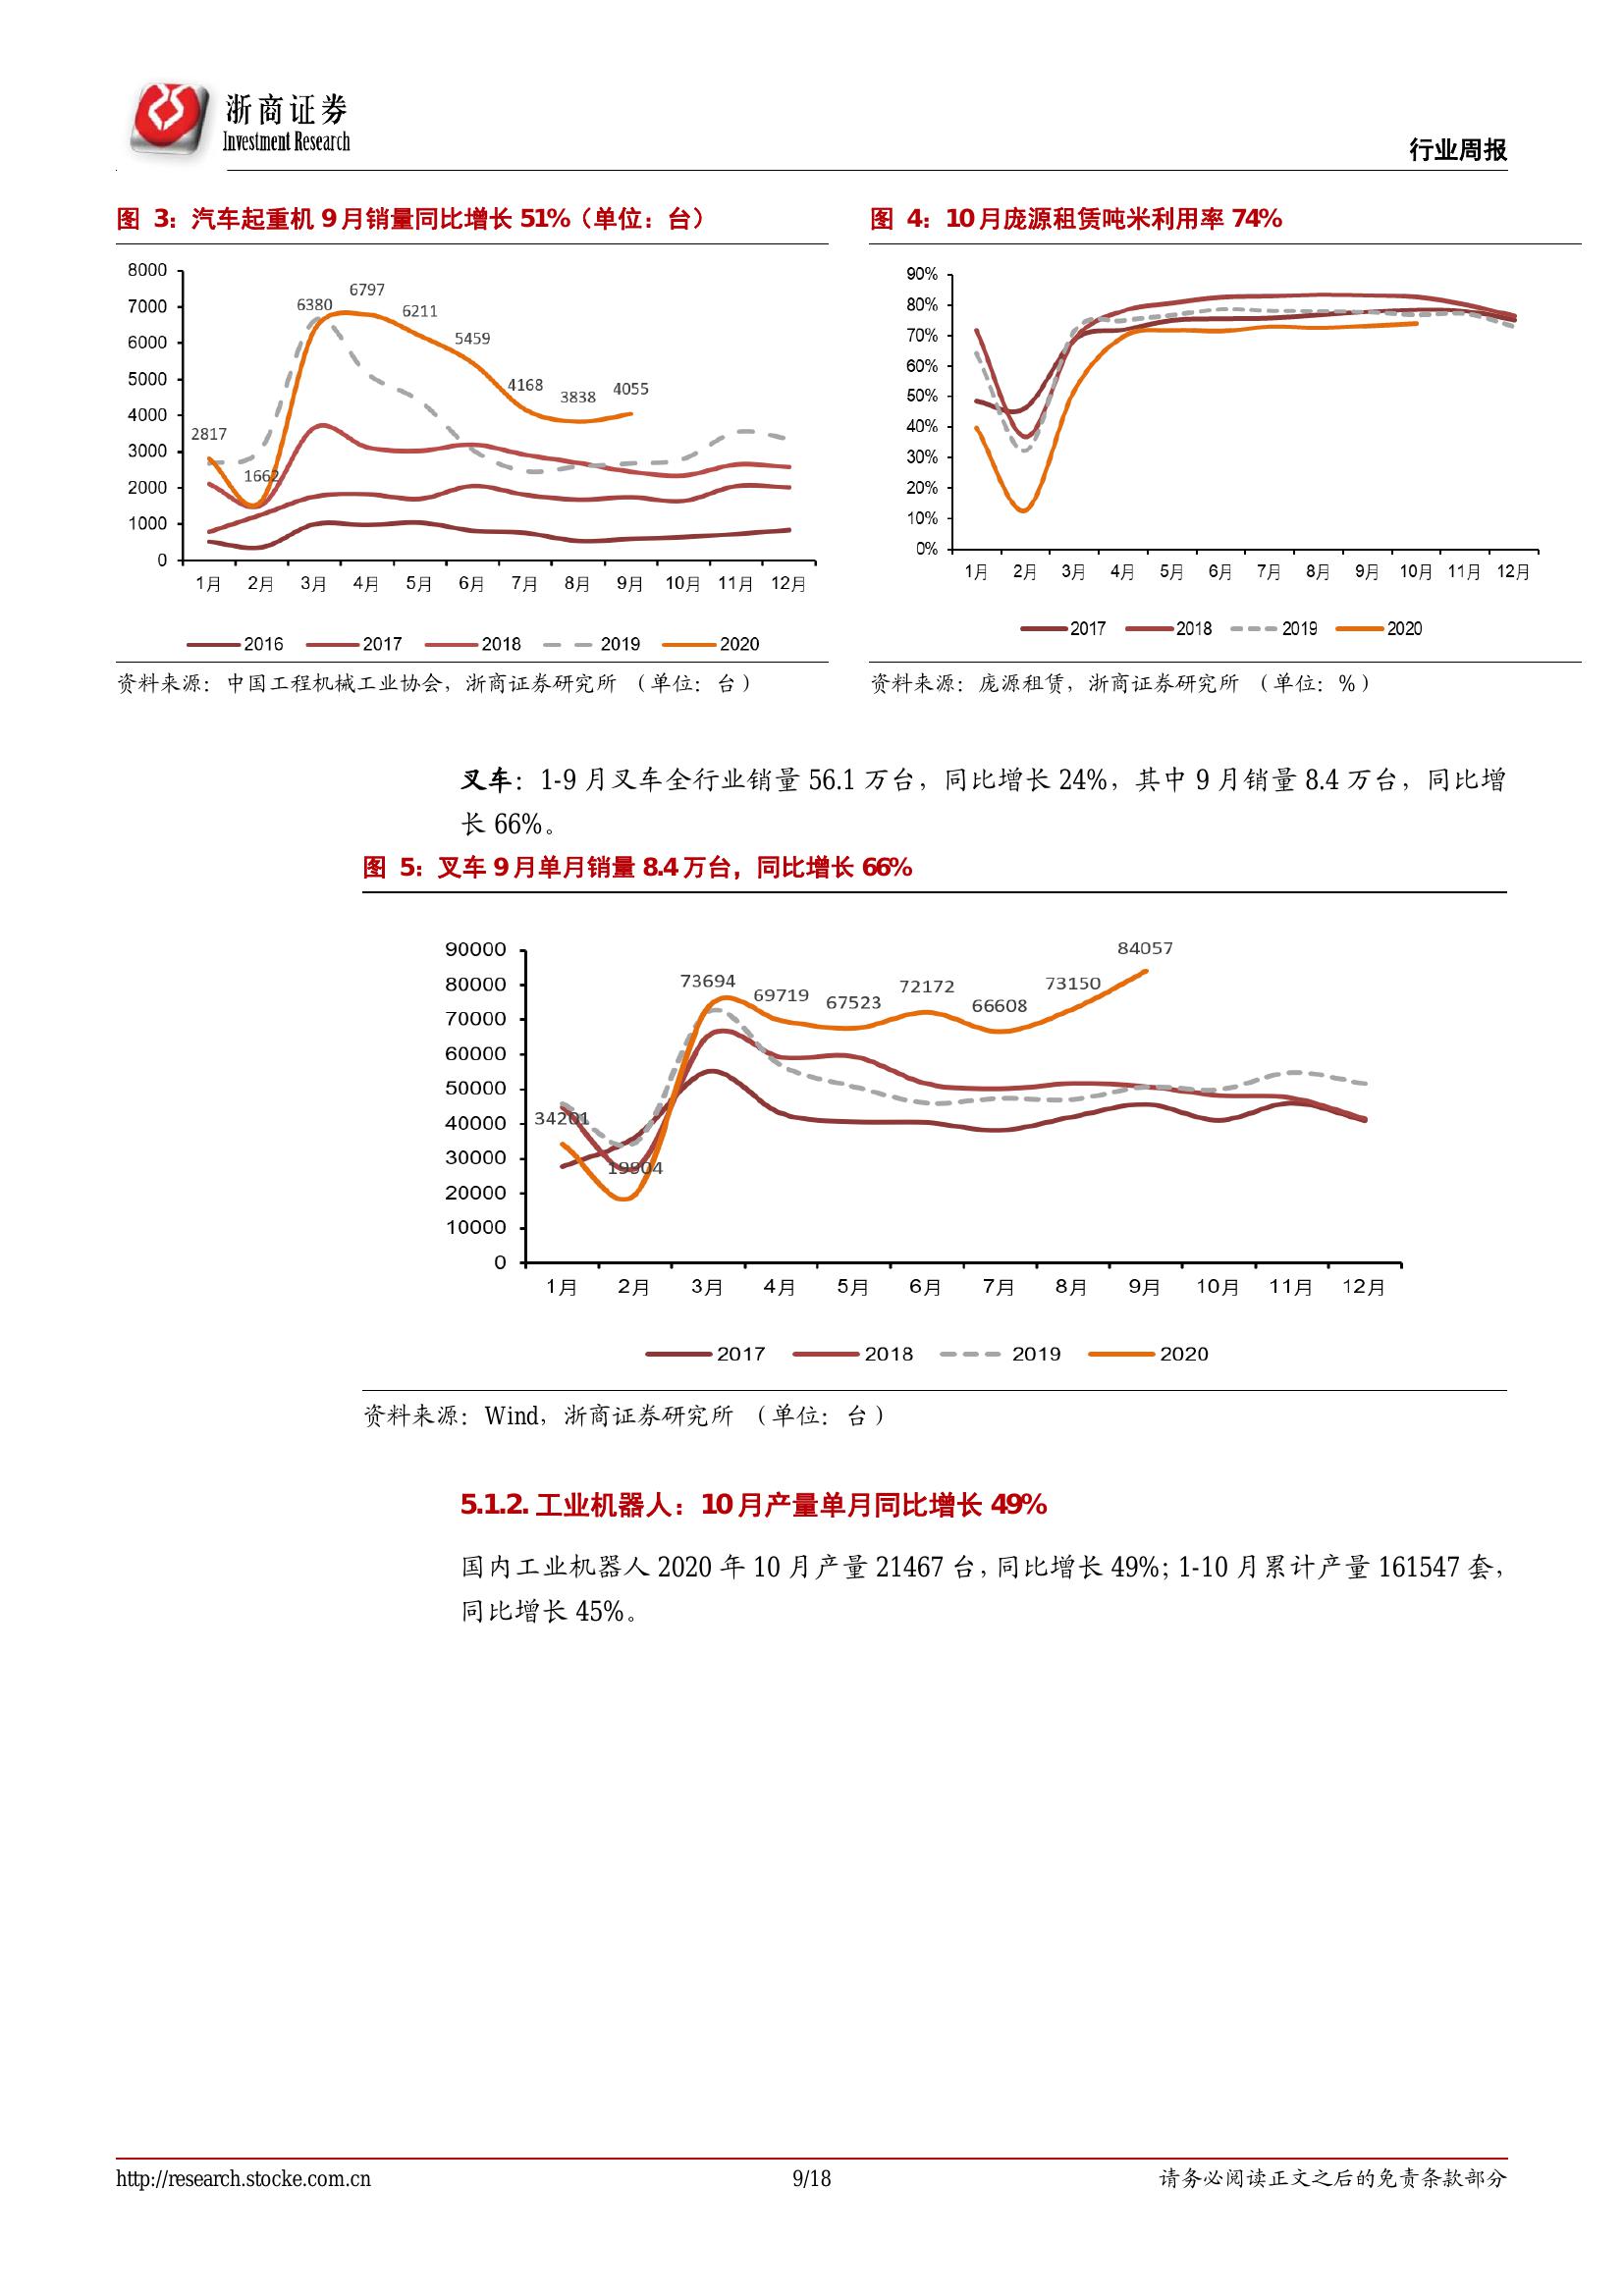 浙商证券
Investment Research
行业周报
图 3：汽车起重机 9 月销量同比增长 51%（单位：台）
8000
7000
6000
5000
4000
3000
2000
1000
0
2817
1662
6380
6797
6211
5459
4168
3838
4055
1月 2月 3月 4月 5月 6月 7月 8月 9月 10月 11月 12月
2016 2017 2018 2019 2020
资料来源：中国工程机械工业协会，浙商证券研究所 （单位：台）
图 4：10 月庞源租赁吨米利用率 74%
90%
80%
70%
60%
50%
40%
30%
20%
10%
0%
1月 2月 3月 4月 5月 6月 7月 8月 9月 10月 11月 12月
2017 2018 2019 2020
资料来源：庞源租赁，浙商证券研究所 （单位：%）
叉车：1-9 月叉车全行业销量 56.1 万台，同比增长 24%，其中 9 月销量 8.4 万台，同比增
长 66%。
图 5：叉车 9 月单月销量 8.4 万台，同比增长 66%
90000
80000
70000
60000
50000
40000
30000
20000
10000
0
34201
19804
73694
69719
67523
72172
66608
73150
84057
1月 2月 3月 4月 5月 6月 7月 8月 9月 10月 11月 12月
2017 2018 2019 2020
资料来源：Wind，浙商证券研究所 （单位：台）
5.1.2. 工业机器人：10 月产量单月同比增长 49%
国内工业机器人 2020 年 10 月产量 21467 台，同比增长 49%；1-10 月累计产量 161547 套，
同比增长 45%。
http://research.stocke.com.cn
9/18
请务必阅读正文之后的免责条款部分